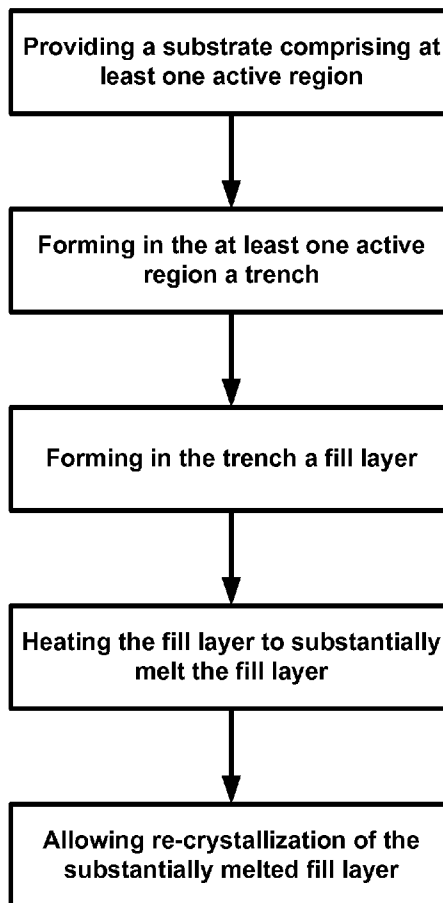 Providing a substrate comprising at
least one active region
Forming in the at least one active
region a trench
Forming in the trench a fill layer
Heating the fill layer to substantially
melt the fill layer
Allowing re-crystallization of the
substantially melted fill layer